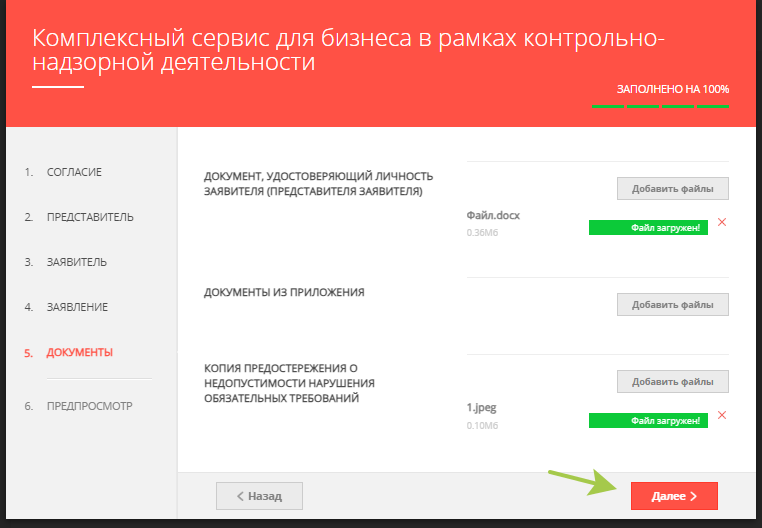 Комплексный сервис для бизнеса в рамках контрольно-
надзорной деятельности
ЗАПОЛНЕНО НА 100%
1. СОГЛАСИЕ
2. ПРЕДСТАВИТЕЛЬ
3. ЗАЯВИТЕЛЬ
4. ЗАЯВЛЕНИЕ
5. ДОКУМЕНТЫ
6. ПРЕДПРОСМОТР
ДОКУМЕНТ, УДОСТОВЕРЯЮЩИЙ ЛИЧНОСТЬ
ЗАЯВИТЕЛЯ (ПРЕДСТАВИТЕЛЯ ЗАЯВИТЕЛЯ)
Добавить файлы
Файл.docx
0.36Мб
Файл загружен!
ДОКУМЕНТЫ ИЗ ПРИЛОЖЕНИЯ
Добавить файлы
КОПИЯ ПРЕДОСТЕРЕЖЕНИЯ О
НЕДОПУСТИМОСТИ НАРУШЕНИЯ
ОБЯЗАТЕЛЬНЫХ ТРЕБОВАНИЙ
Добавить файлы
1.jpeg
0.10Мб
Файл загружен!
Назад
Далее